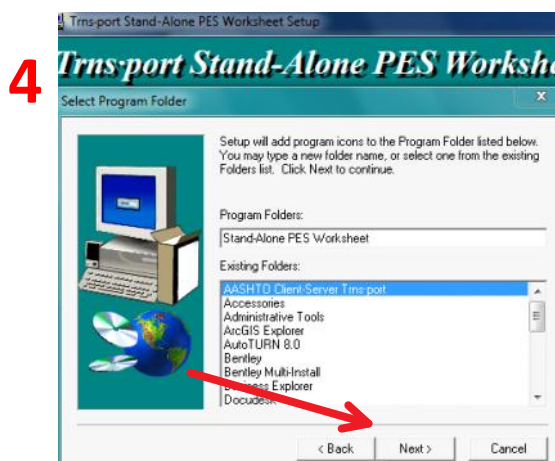 Trns-port Stand-Alone PES Worksheet Setup
Trns·port Stand-Alone PES Workshe
4
Select Program Folder
x
Setup will add program icons to the Program Folder listed below.
You may type a new folder name, or select one from the existing
Folders list. Click Next to continue.
Program Folders:
Stand-Alone PES Worksheet
Existing Folders:
AASHTO Client-Server Trns·port
Accessories
Administrative Tools
ArcGIS Explorer
AutoTURN 8.0
Bentley
Bentley Multi-Install
Business Explorer
Docudesk
< Back
Next >
Cancel